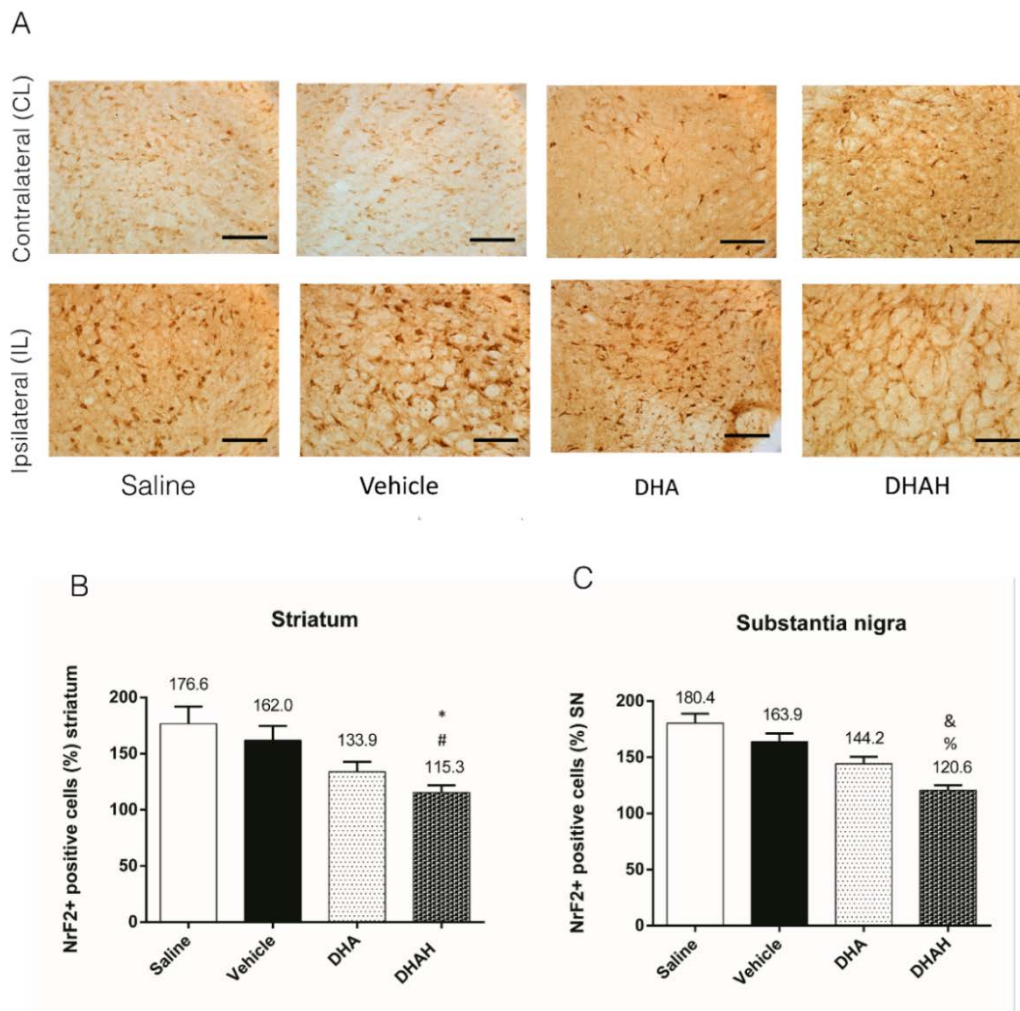 A
Contralateral (CL)
Ipsilateral (IL)
Saline
Vehicle
DHA
DHAH
B
Striatum
NrF2+ positive cells (%) striatum
200
150
100
50
0
176.6
162.0
133.9
*
#
115.3
Saline
Vehicle
DHA
DHAH
C
Substantia nigra
NrF2+ positive cells (%) SN
200
150
100
50
0
180.4
163.9
144.2
&
%
120.6
Saline
Vehicle
DHA
DHAH